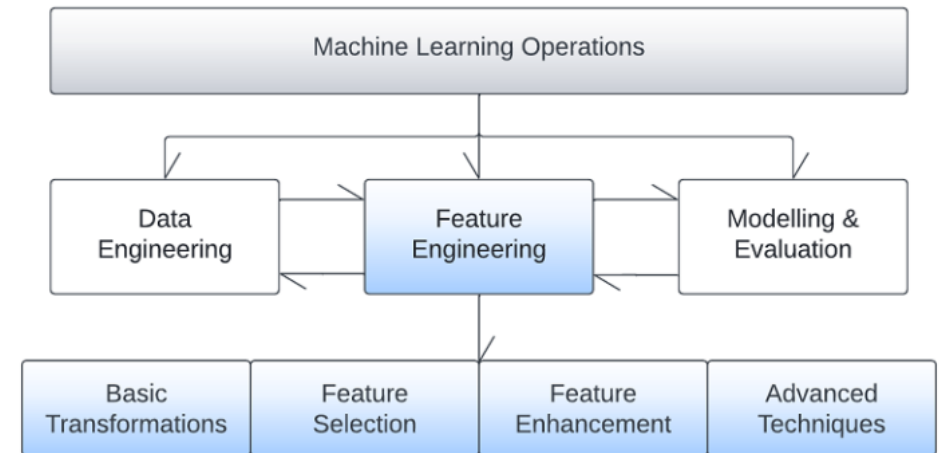 Machine Learning Operations
Data
Engineering
Feature
Engineering
Modelling &
Evaluation
Basic
Transformations
Feature
Selection
Feature
Enhancement
Advanced
Techniques